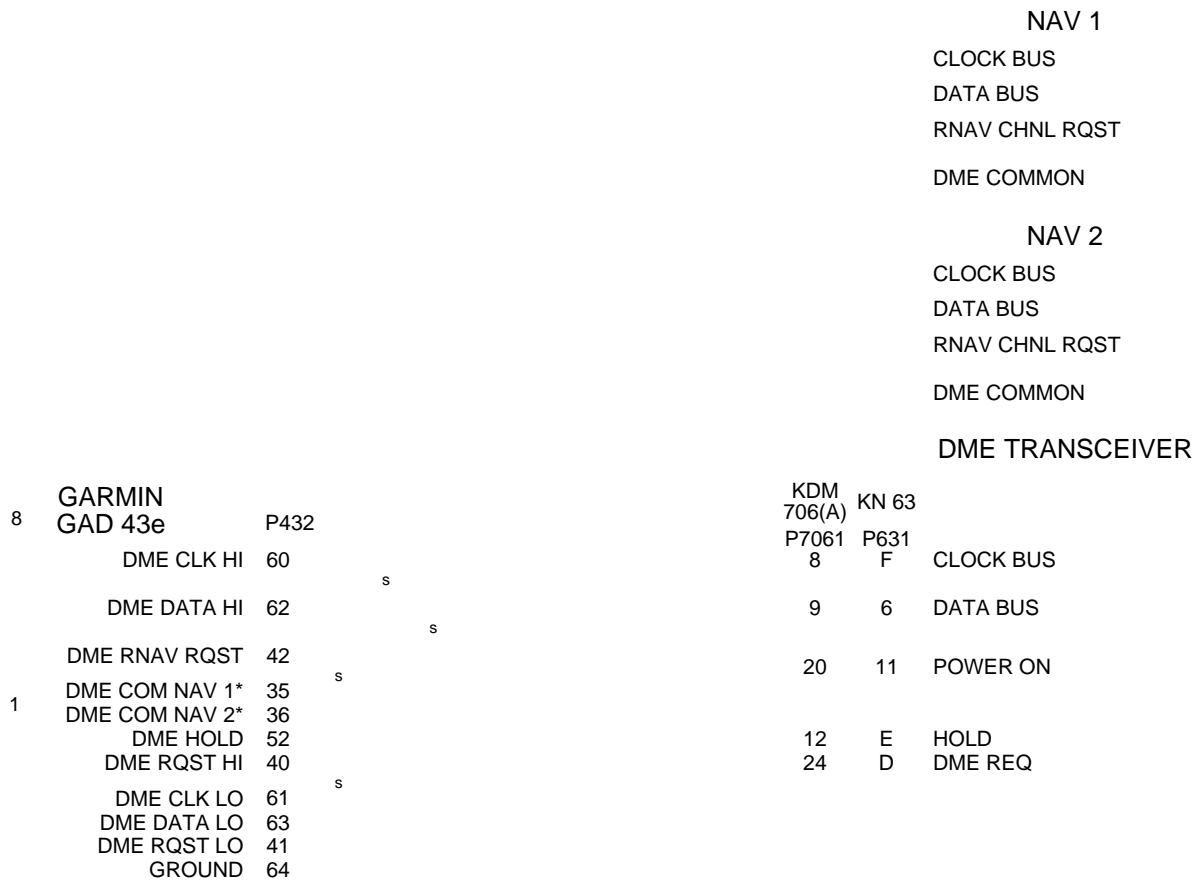 NAV 1
CLOCK BUS
DATA BUS
RNAV CHNL RQST
DME COMMON
NAV 2
CLOCK BUS
DATA BUS
RNAV CHNL RQST
DME COMMON
DME TRANSCEIVER
8 GARMIN GAD 43e P432
KDM 706(A) KN 63
P7061 P631
DME CLK HI 60 8 F CLOCK BUS
s
DME DATA HI 62 9 6 DATA BUS
s
DME RNAV RQST 42
s 20 11 POWER ON
DME COM NAV 1* 35
1
DME COM NAV 2* 36
DME HOLD 52 12 E HOLD
DME RQST HI 40 24 D DME REQ
s
DME CLK LO 61
DME DATA LO 63
DME RQST LO 41
GROUND 64